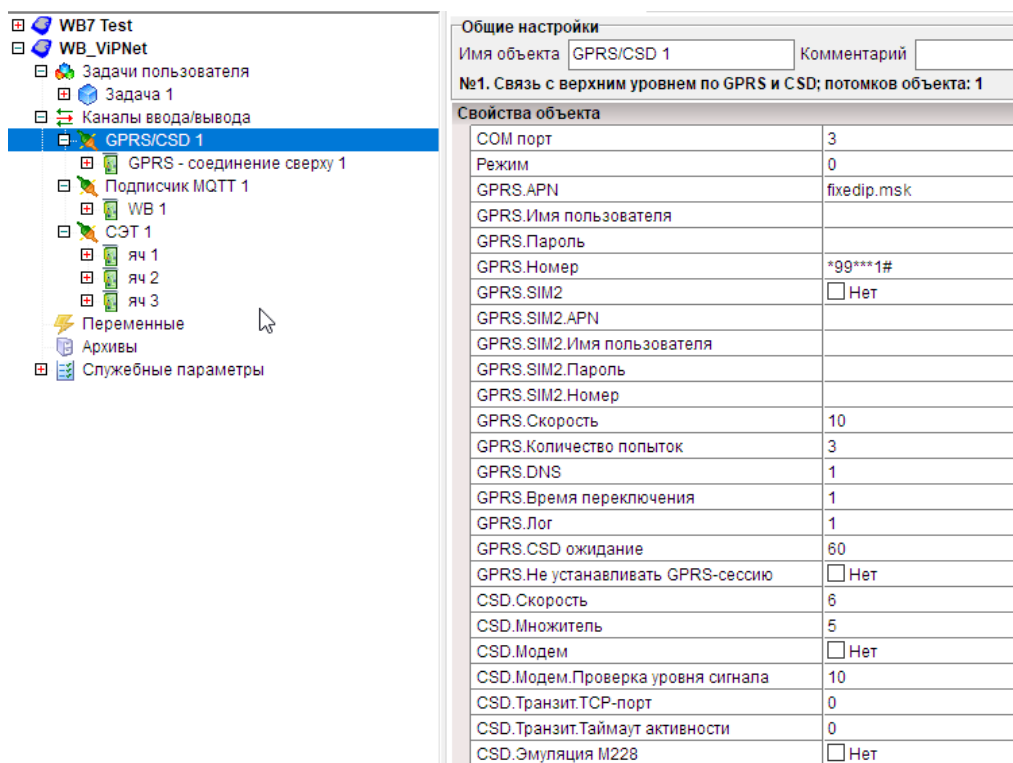 WB7 Test
WB_ViPNet
Задачи пользователя
Задача 1
Каналы ввода/вывода
GPRS/CSD 1
GPRS - соединение сверху 1
Подписчик MQTT 1
WB 1
СЭТ 1
яч 1
яч 2
яч 3
Переменные
Архивы
Служебные параметры
Общие настройки
Имя объекта GPRS/CSD 1 Комментарий
№1. Связь с верхним уровнем по GPRS и CSD; потомков объекта: 1
Свойства объекта
COM порт 3
Режим 0
GPRS.APN fixedip.msk
GPRS.Имя пользователя
GPRS.Пароль
GPRS.Номер *99***1#
GPRS.SIM2 Нет
GPRS.SIM2.APN
GPRS.SIM2.Имя пользователя
GPRS.SIM2.Пароль
GPRS.SIM2.Номер
GPRS.Скорость 10
GPRS.Количество попыток 3
GPRS.DNS 1
GPRS.Время переключения 1
GPRS.Лог 1
GPRS.CSD ожидание 60
GPRS.Не устанавливать GPRS-сессию Нет
CSD.Скорость 6
CSD.Множитель 5
CSD.Модем Нет
CSD.Модем.Проверка уровня сигнала 10
CSD.Транзит.TCP-порт 0
CSD.Транзит.Таймаут активности 0
CSD.Эмуляция M228 Нет